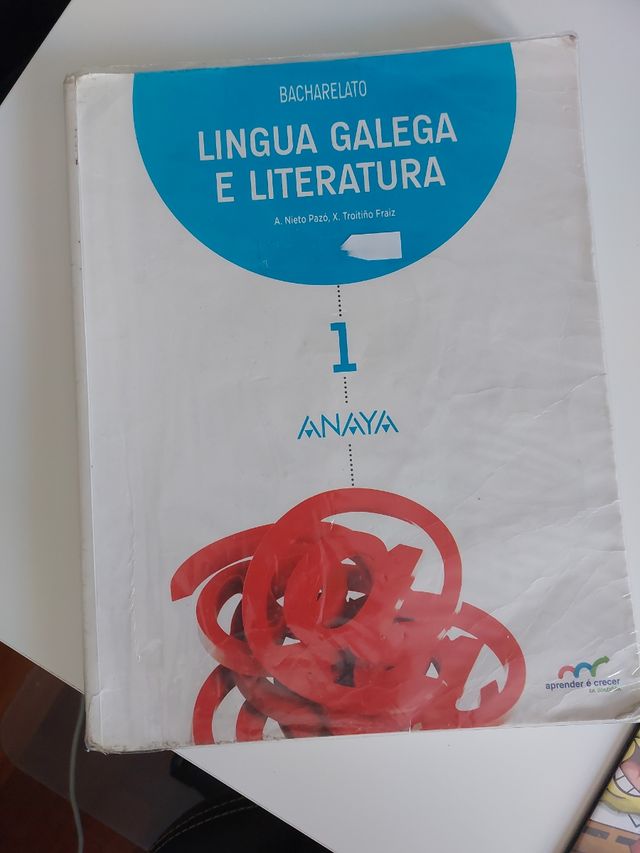 BACHARELATO
LINGUA GALEGA
E LITERATURA
A. Nieto Pazó, X. Troitiño Fraiz
1
ANAYA
aprender é crecer